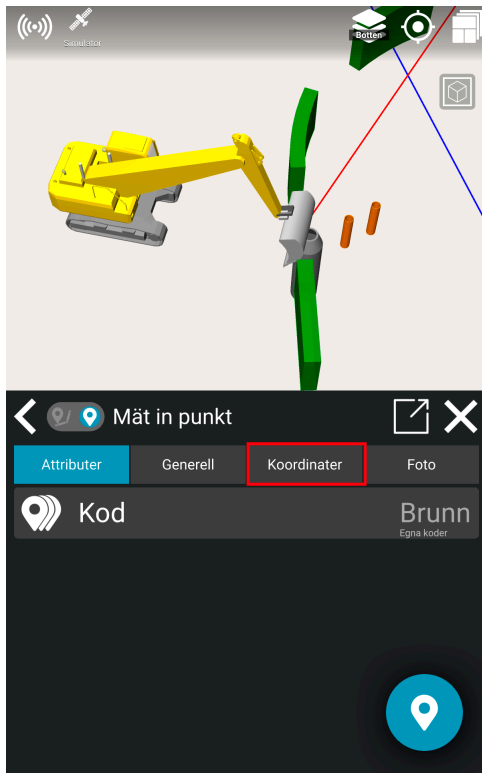 Simulator
Botten
Mät in punkt
Attributer
Generell
Koordinater
Foto
Kod
Brunn
Egna koder